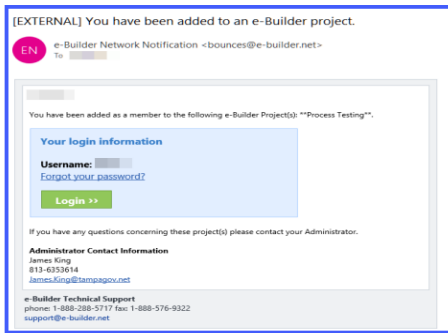 [EXTERNAL] You have been added to an e-Builder project.
EN
e-Builder Network Notification <bounces@e-builder.net>
To
You have been added as a member to the following e-Builder Project(s): **Process Testing**.
Your login information
Username:
Forgot your password?
Login >>
If you have any questions concerning these project(s) please contact your Administrator.
Administrator Contact Information
James King
813-6353614
James.King@tampagov.net
e-Builder Technical Support
phone: 1-888-288-5717 fax: 1-888-576-9322
support@e-builder.net